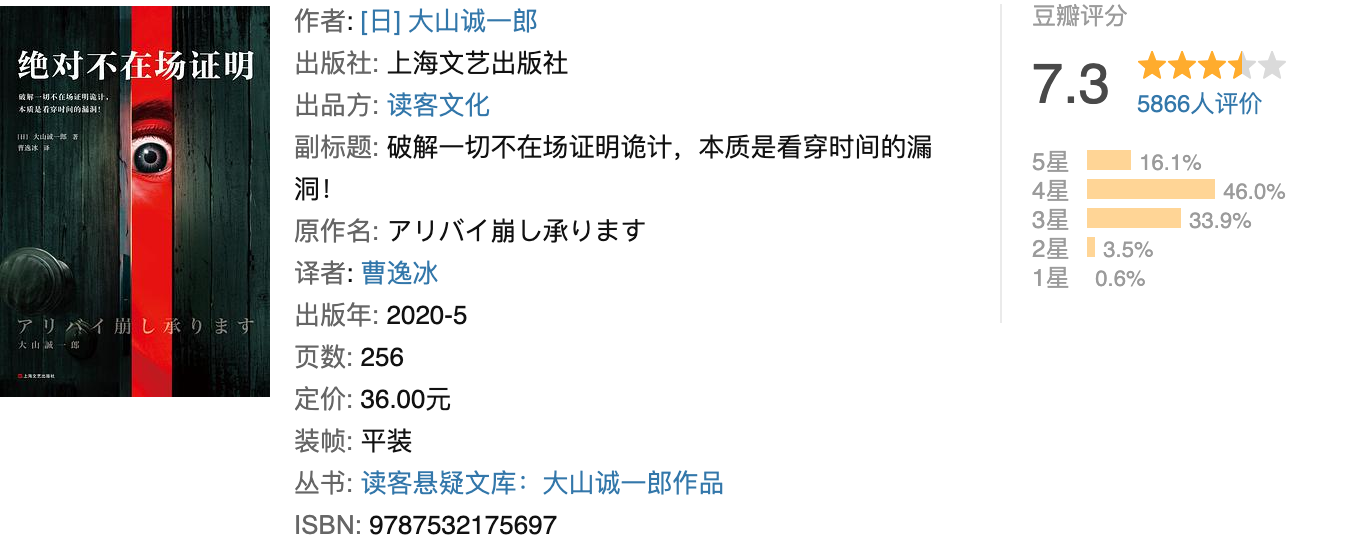 绝对不在场证明
破解一切不在场证明诡计，
本质是看穿时间的漏洞！
［日］大山诚一郎 著
曹逸冰 译
アリバイ崩し承ります
大山誠一郎
上海文艺出版社
作者: [日] 大山诚一郎
出版社: 上海文艺出版社
出品方: 读客文化
副标题: 破解一切不在场证明诡计，本质是看穿时间的漏
洞！
原作名: アリバイ崩し承ります
译者: 曹逸冰
出版年: 2020-5
页数: 256
定价: 36.00元
装帧: 平装
丛书: 读客悬疑文库：大山诚一郎作品
ISBN: 9787532175697
豆瓣评分
7.3
5866人评价
5星 16.1%
4星 46.0%
3星 33.9%
2星 3.5%
1星 0.6%